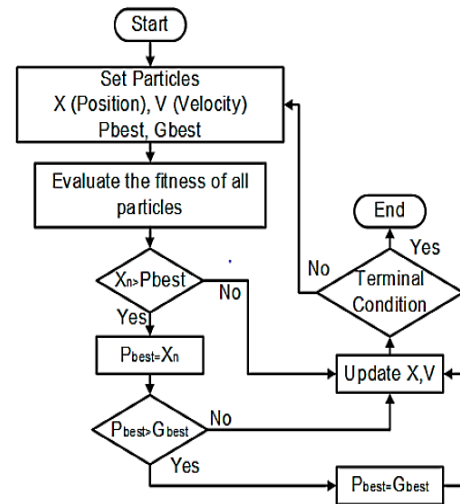 Start
Set Particles
X (Position), V (Velocity)
Pbest, Gbest
Evaluate the fitness of all
particles
End
Yes
No
Terminal
Condition
Xn>Pbest
No
Yes
Pbest=Xn
Update X,V
Pbest>Gbest
No
Yes
Pbest=Gbest